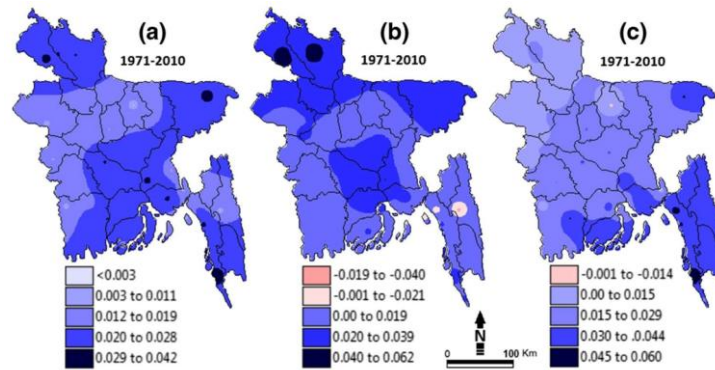 (a)
1971-2010
<0.003
0.003 to 0.011
0.012 to 0.019
0.020 to 0.028
0.029 to 0.042
(b)
1971-2010
-0.019 to -0.040
-0.001 to -0.021
0.00 to 0.019
0.020 to 0.039
0.040 to 0.062
N
0 100 Km
(c)
1971-2010
-0.001 to -0.014
0.00 to 0.015
0.015 to 0.029
0.030 to -0.044
0.045 to 0.060